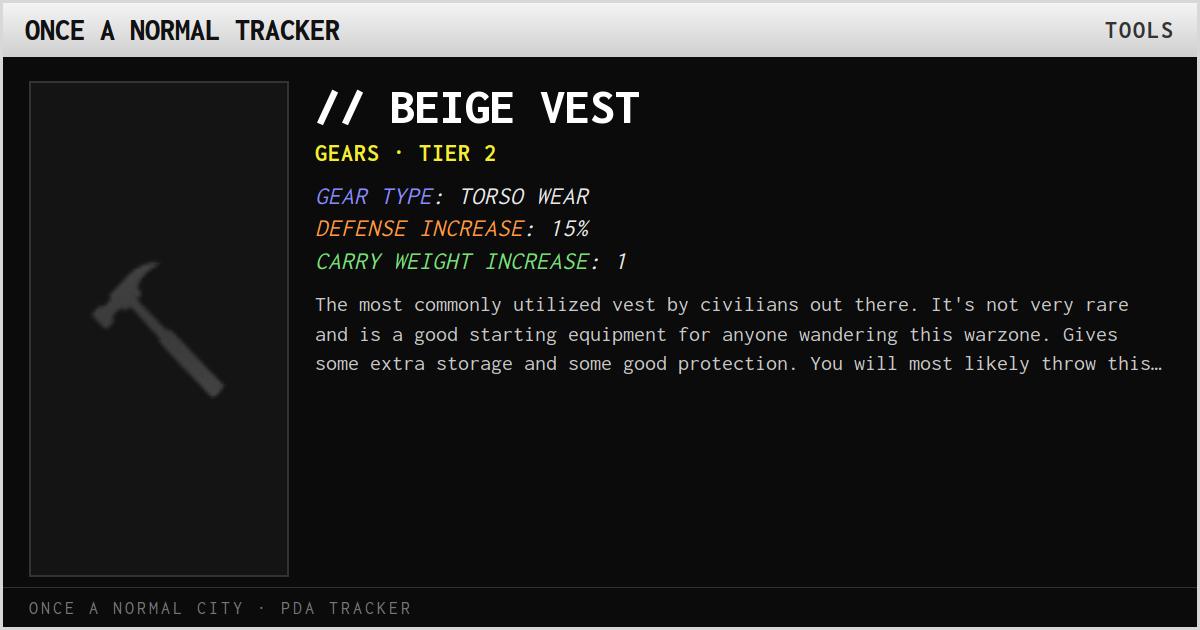 ONCE A NORMAL TRACKER
TOOLS
// BEIGE VEST
GEARS · TIER 2
GEAR TYPE: TORSO WEAR
DEFENSE INCREASE: 15%
CARRY WEIGHT INCREASE: 1
The most commonly utilized vest by civilians out there. It's not very rare
and is a good starting equipment for anyone wandering this warzone. Gives
some extra storage and some good protection. You will most likely throw this…
ONCE A NORMAL CITY · PDA TRACKER